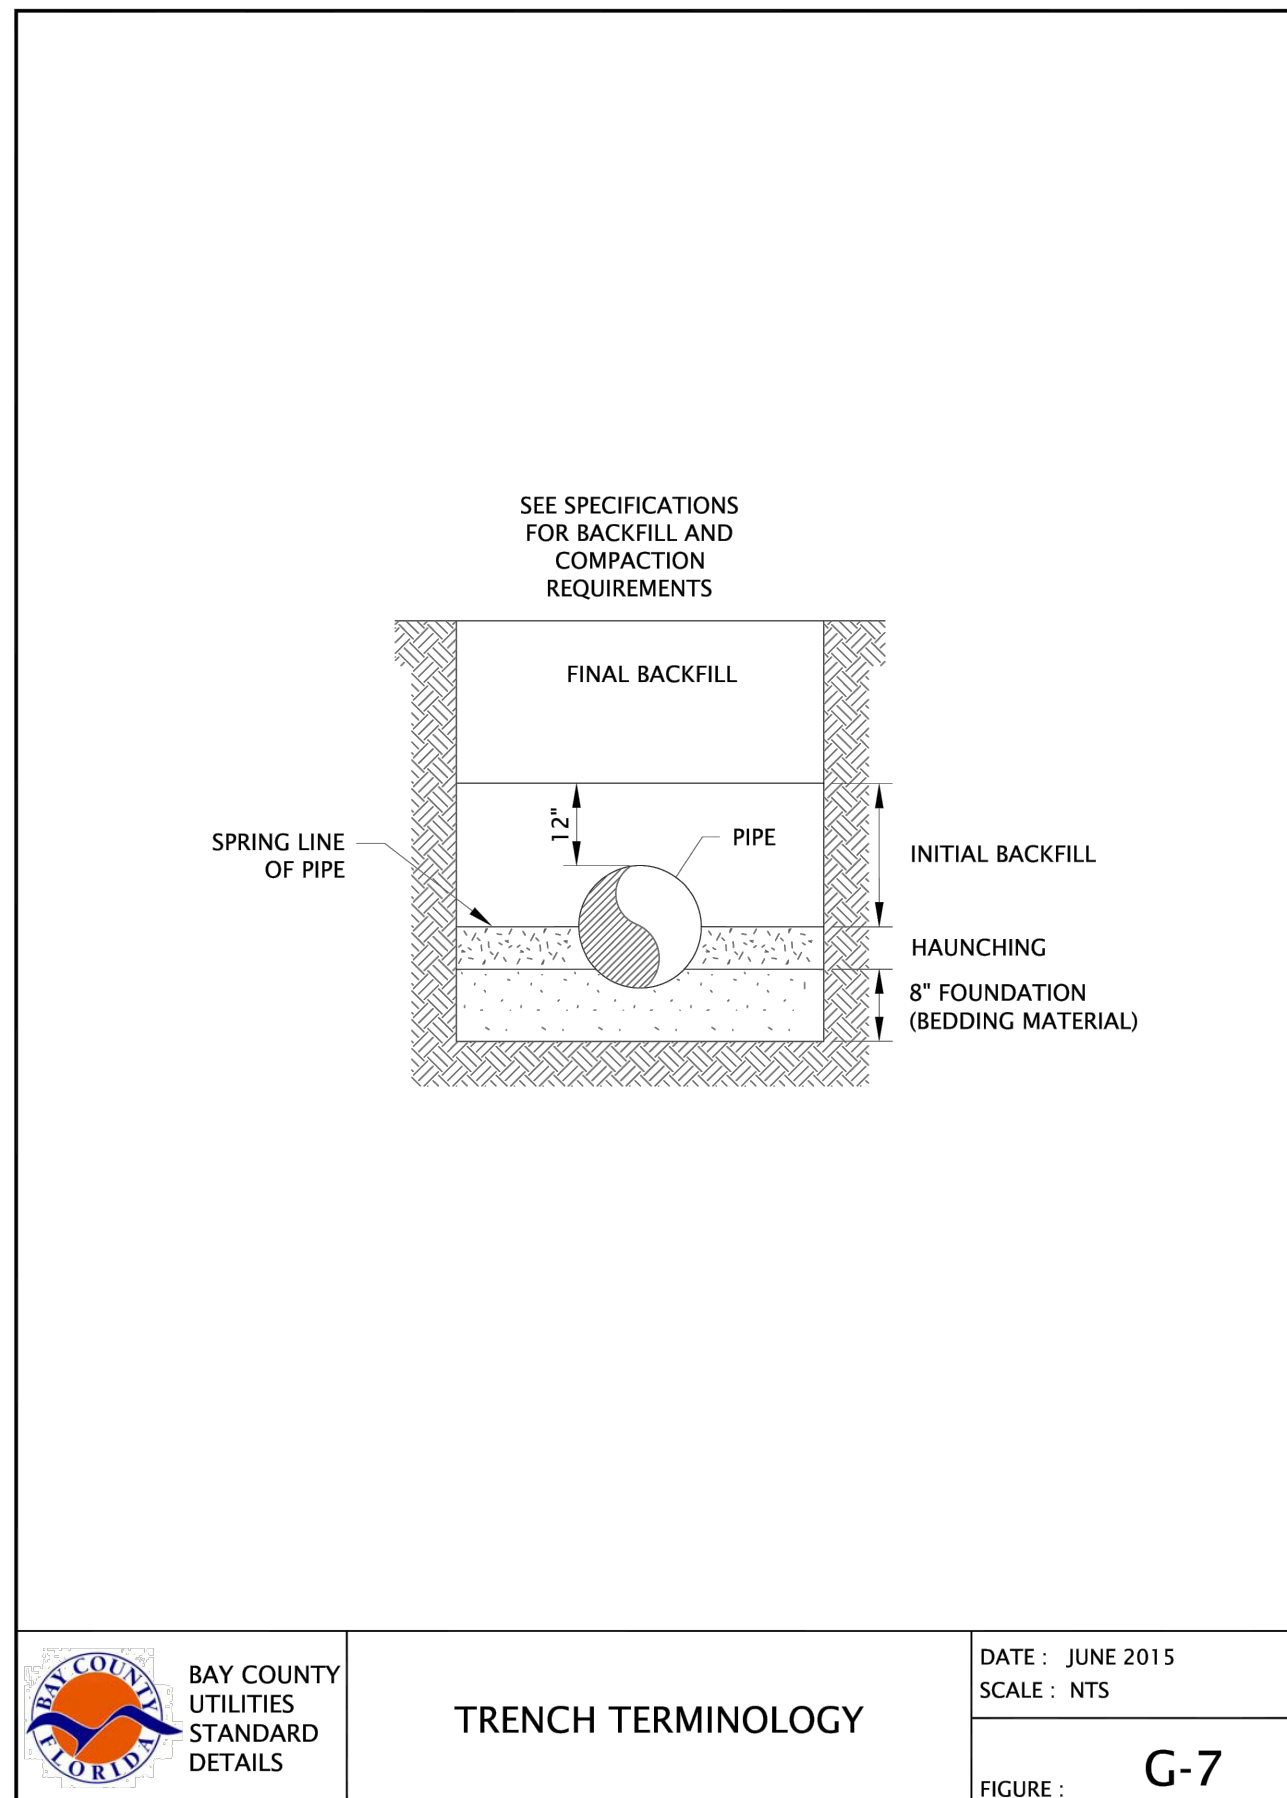 SEE SPECIFICATIONS
FOR BACKFILL AND
COMPACTION
REQUIREMENTS
FINAL BACKFILL
12"
PIPE
SPRING LINE
OF PIPE
INITIAL BACKFILL
HAUNCHING
8" FOUNDATION
(BEDDING MATERIAL)
BAY COUNTY
FLORIDA
BAY COUNTY
UTILITIES
STANDARD
DETAILS
TRENCH TERMINOLOGY
DATE : JUNE 2015
SCALE : NTS
FIGURE : G-7